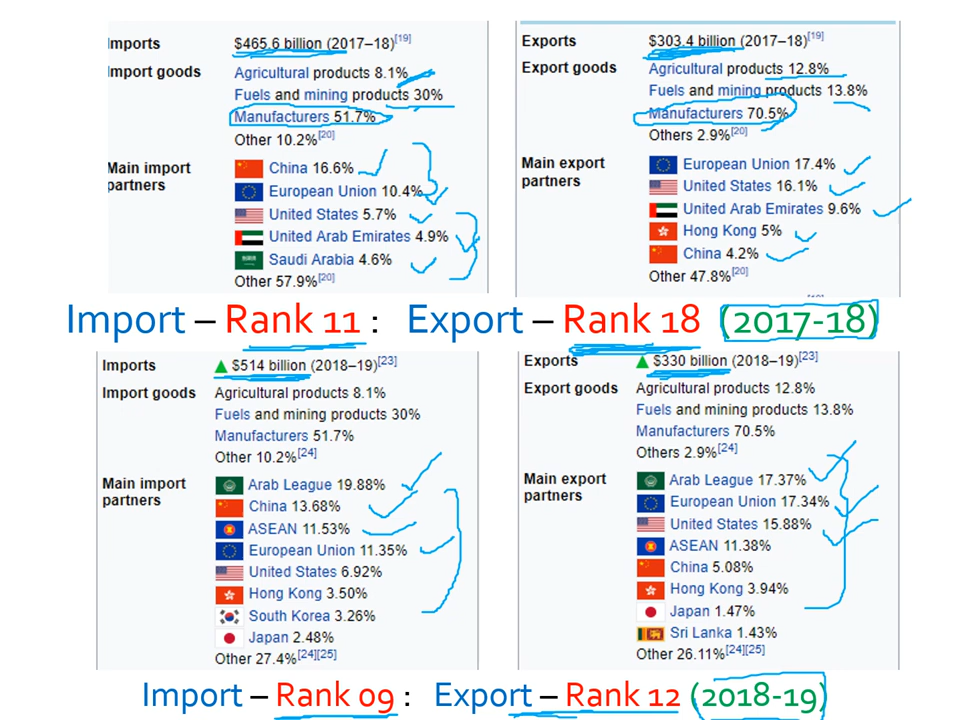 Imports $465.6 billion (2017–18)[19]
Import goods Agricultural products 8.1%
Fuels and mining products 30%
Manufacturers 51.7%
Other 10.2%[20]
Main import partners China 16.6%
European Union 10.4%
United States 5.7%
United Arab Emirates 4.9%
Saudi Arabia 4.6%
Other 57.9%[20]
Exports $303.4 billion (2017–18)[19]
Export goods Agricultural products 12.8%
Fuels and mining products 13.8%
Manufacturers 70.5%
Others 2.9%[20]
Main export partners European Union 17.4%
United States 16.1%
United Arab Emirates 9.6%
Hong Kong 5%
China 4.2%
Other 47.8%[20]
Import – Rank 11 : Export – Rank 18 (2017-18)
Imports ▲ $514 billion (2018–19)[23]
Import goods Agricultural products 8.1%
Fuels and mining products 30%
Manufacturers 51.7%
Other 10.2%[24]
Main import partners Arab League 19.88%
China 13.68%
ASEAN 11.53%
European Union 11.35%
United States 6.92%
Hong Kong 3.50%
South Korea 3.26%
Japan 2.48%
Other 27.4%[24][25]
Exports ▲ $330 billion (2018–19)[23]
Export goods Agricultural products 12.8%
Fuels and mining products 13.8%
Manufacturers 70.5%
Others 2.9%[24]
Main export partners Arab League 17.37%
European Union 17.34%
United States 15.88%
ASEAN 11.38%
China 5.08%
Hong Kong 3.94%
Japan 1.47%
Sri Lanka 1.43%
Other 26.11%[24][25]
Import – Rank 09 : Export – Rank 12 (2018-19)